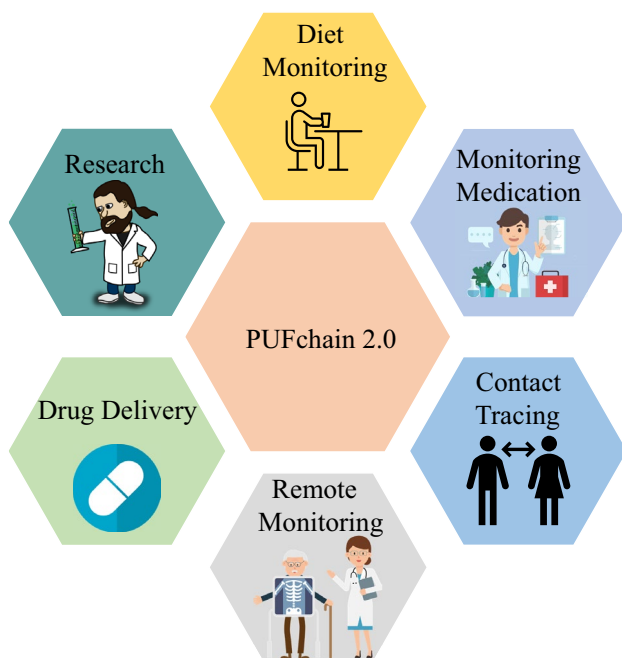 Diet
Monitoring
Research
Monitoring
Medication
PUFchain 2.0
Drug Delivery
Contact
Tracing
Remote
Monitoring